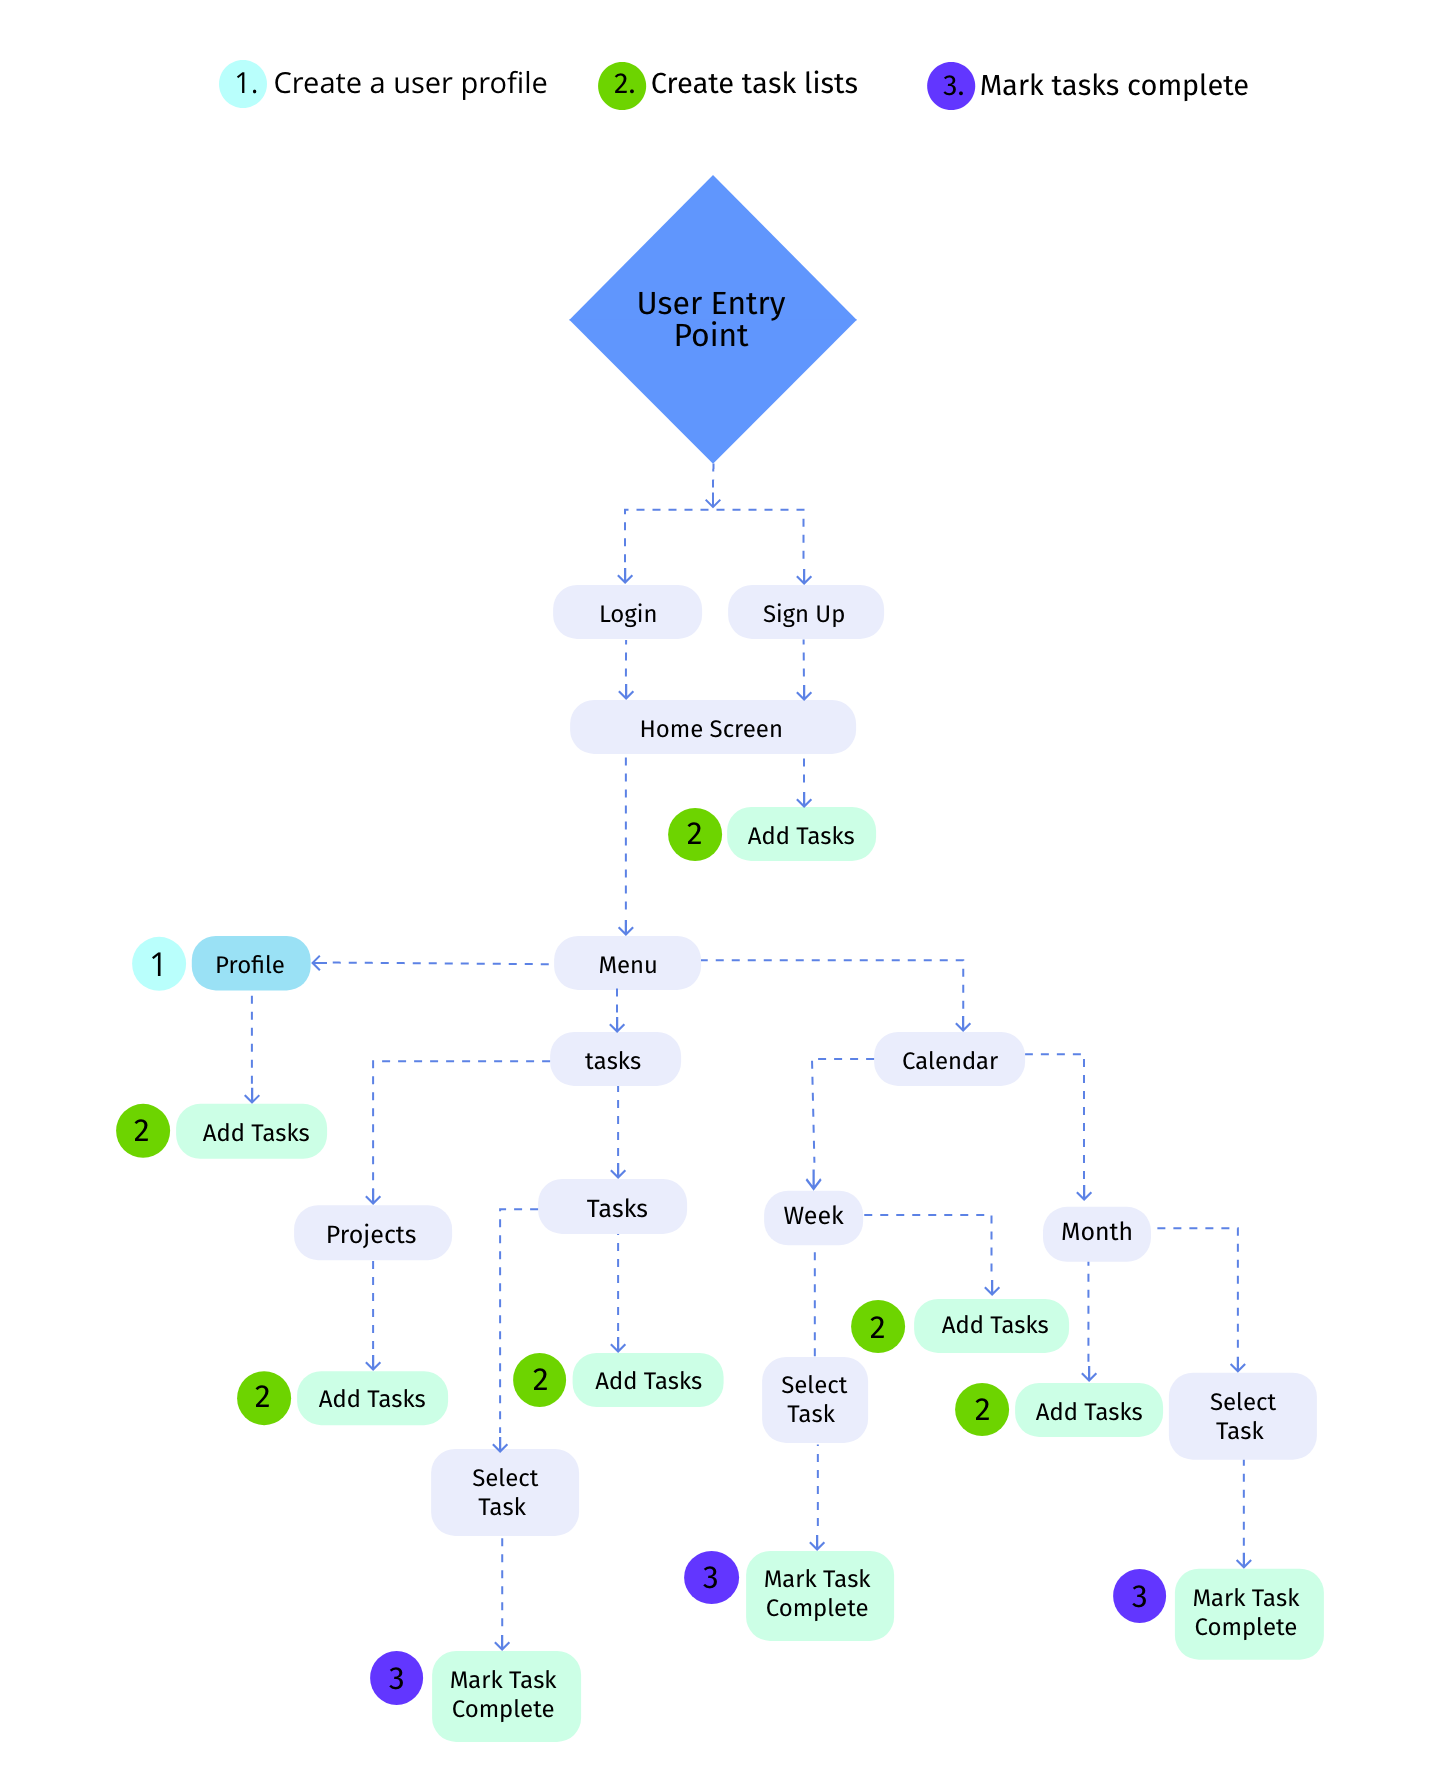 1. Create a user profile
2. Create task lists
3. Mark tasks complete
User Entry
Point
Login
Sign Up
Home Screen
2 Add Tasks
1 Profile
Menu
tasks
Calendar
2 Add Tasks
Projects
Tasks
Week
Month
2 Add Tasks
2 Add Tasks
2 Add Tasks
2 Add Tasks
Select
Task
Select
Task
Select
Task
3
Mark Task
Complete
3
Mark Task
Complete
3
Mark Task
Complete